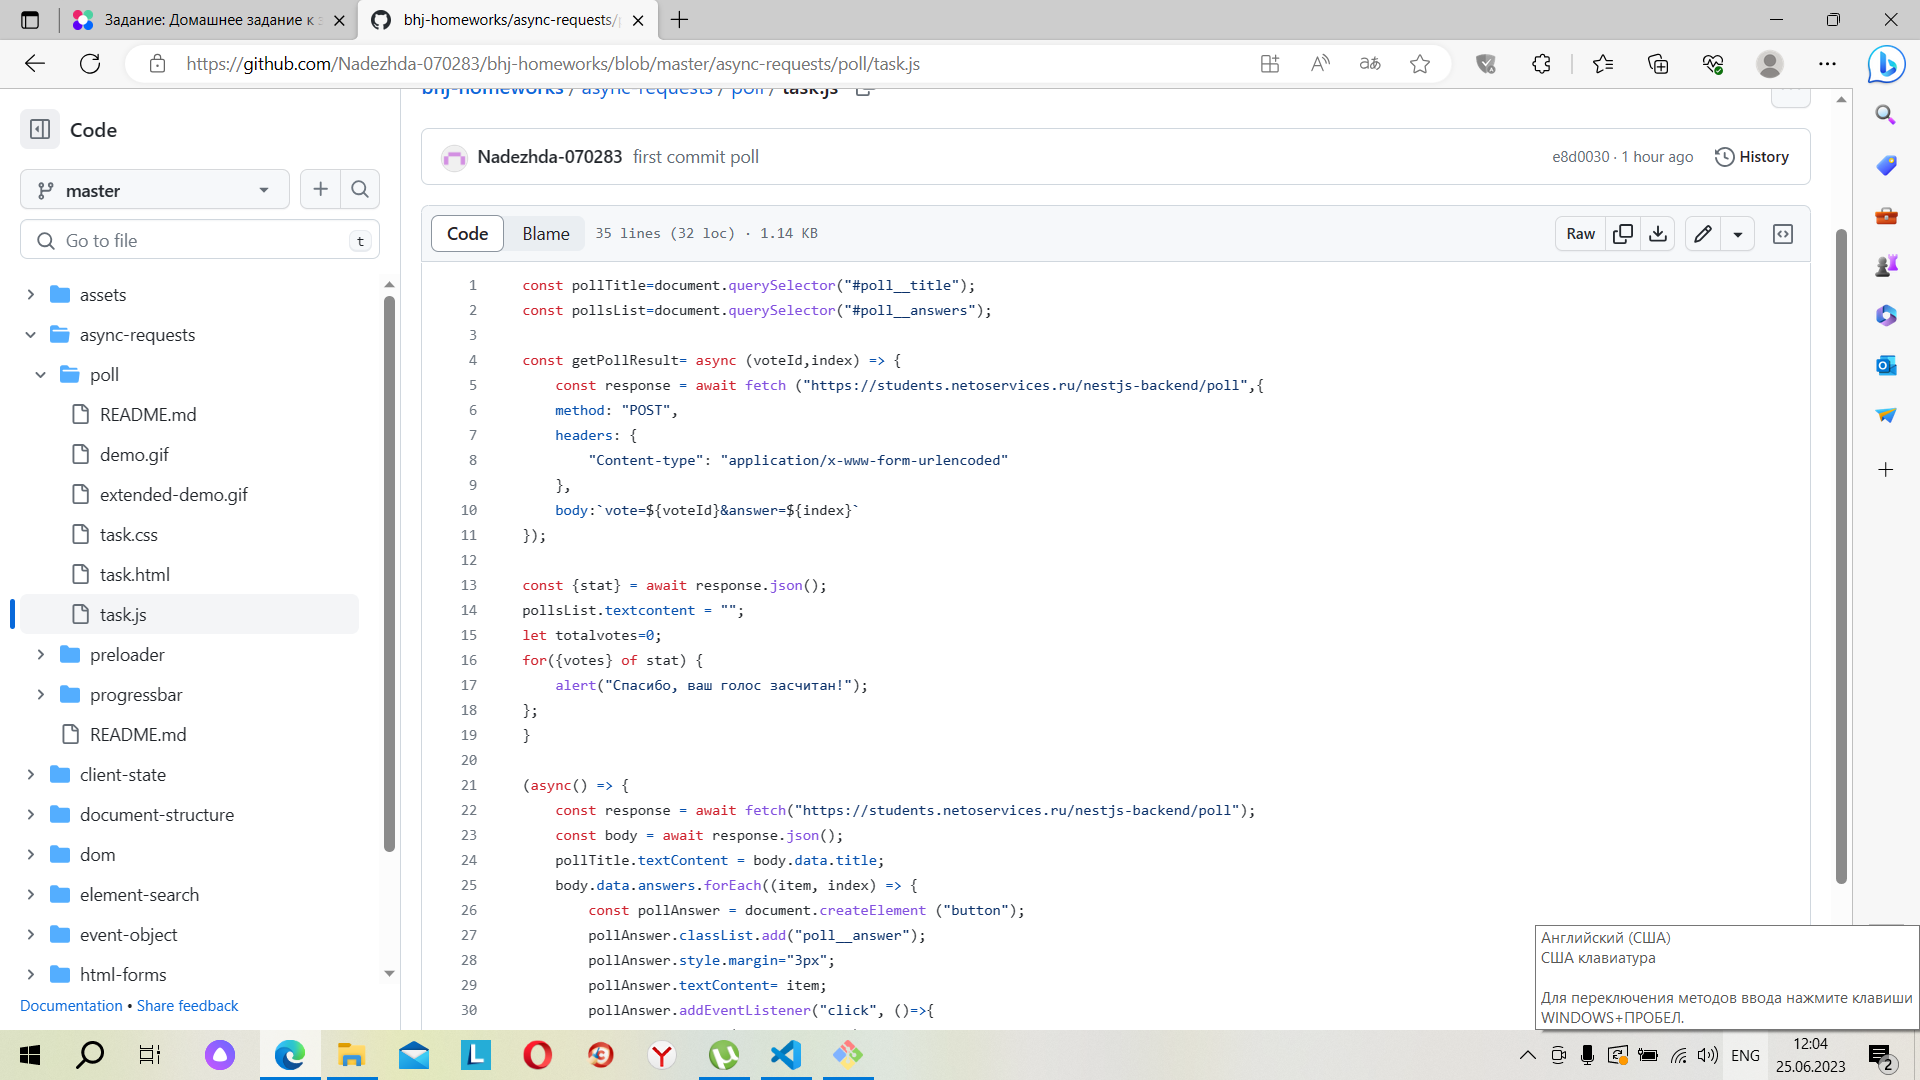 Задание: Домашнее задание к з
bhj-homeworks/async-requests/p
https://github.com/Nadezhda-070283/bhj-homeworks/blob/master/async-requests/poll/task.js
Code
master
Go to file
t
assets
async-requests
poll
README.md
demo.gif
extended-demo.gif
task.css
task.html
task.js
preloader
progressbar
README.md
client-state
document-structure
dom
element-search
event-object
html-forms
Documentation • Share feedback
bhj-homeworks / async-requests / poll / task.js
Nadezhda-070283 first commit poll
e8d0030 · 1 hour ago
History
Code
Blame
35 lines (32 loc) · 1.14 KB
Raw
1 const pollTitle=document.querySelector("#poll__title");
2 const pollsList=document.querySelector("#poll__answers");
3
4 const getPollResult= async (voteId,index) => {
5 const response = await fetch ("https://students.netoservices.ru/nestjs-backend/poll",{
6 method: "POST",
7 headers: {
8 "Content-type": "application/x-www-form-urlencoded"
9 },
10 body:`vote=${voteId}&answer=${index}`
11 });
12
13 const {stat} = await response.json();
14 pollsList.textcontent = "";
15 let totalvotes=0;
16 for({votes} of stat) {
17 alert("Спасибо, ваш голос засчитан!");
18 };
19 }
20
21 (async() => {
22 const response = await fetch("https://students.netoservices.ru/nestjs-backend/poll");
23 const body = await response.json();
24 pollTitle.textContent = body.data.title;
25 body.data.answers.forEach((item, index) => {
26 const pollAnswer = document.createElement ("button");
27 pollAnswer.classList.add("poll__answer");
28 pollAnswer.style.margin="3px";
29 pollAnswer.textContent= item;
30 pollAnswer.addEventListener("click", ()=>{
Английский (США)
США клавиатура
Для переключения методов ввода нажмите клавиши
WINDOWS+ПРОБЕЛ.
ENG
12:04
25.06.2023
2